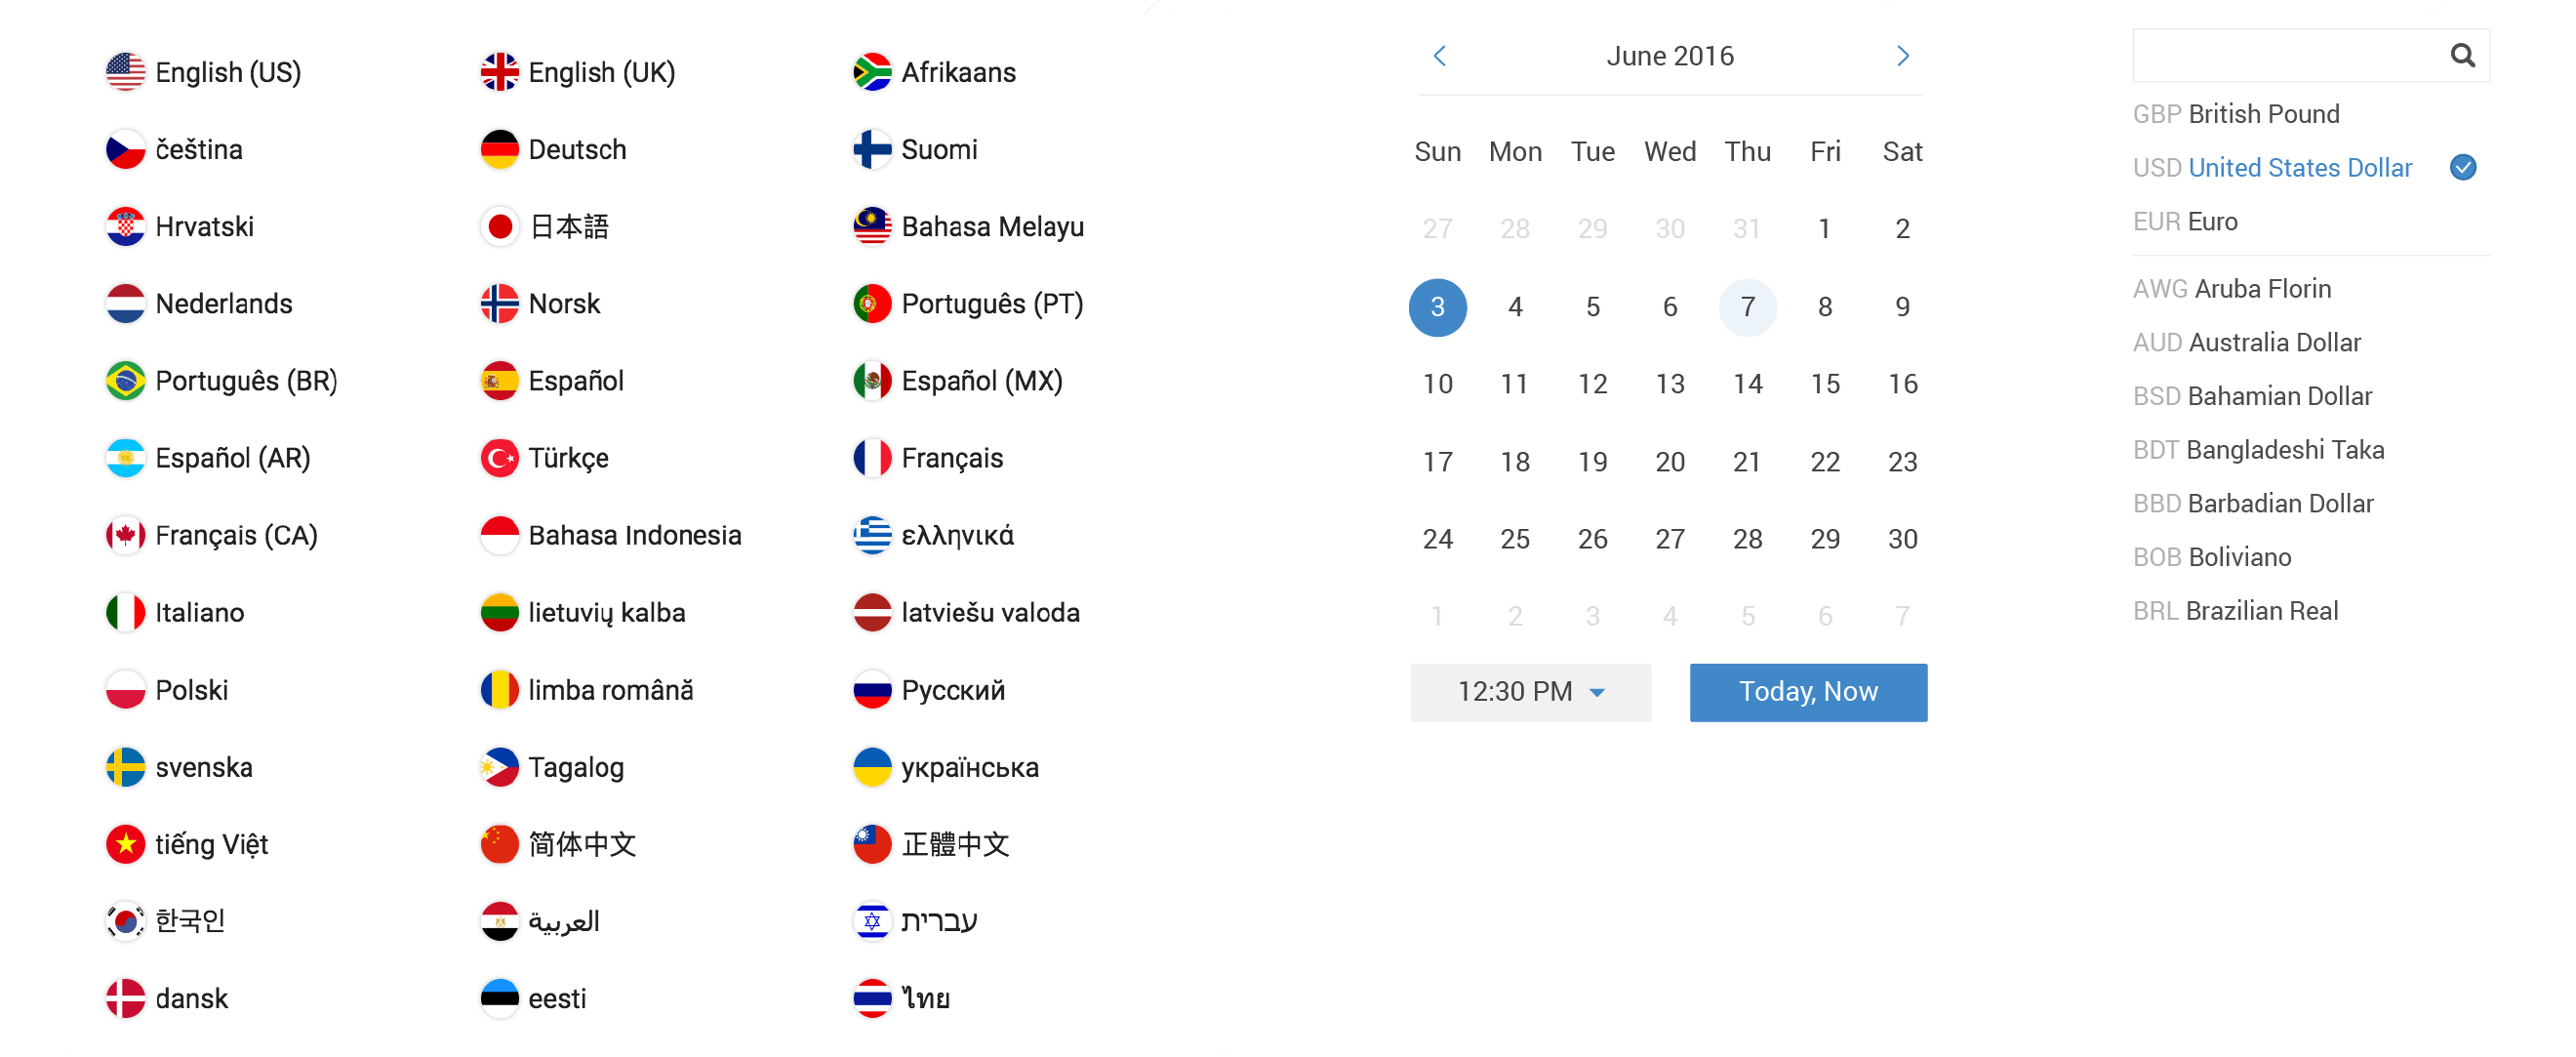 English (US) English (UK) Afrikaans
čeština Deutsch Suomi
Hrvatski 日本語 Bahasa Melayu
Nederlands Norsk Português (PT)
Português (BR) Español Español (MX)
Español (AR) Türkçe Français
Français (CA) Bahasa Indonesia ελληνικά
Italiano lietuvių kalba latviešu valoda
Polski limba română Русский
svenska Tagalog українська
tiếng Việt 简体中文 正體中文
한국인 العربية עברית
dansk eesti ไทย
June 2016
Sun Mon Tue Wed Thu Fri Sat
27 28 29 30 31 1 2
3 4 5 6 7 8 9
10 11 12 13 14 15 16
17 18 19 20 21 22 23
24 25 26 27 28 29 30
1 2 3 4 5 6 7
12:30 PM Today, Now
GBP British Pound
USD United States Dollar
EUR Euro
AWG Aruba Florin
AUD Australia Dollar
BSD Bahamian Dollar
BDT Bangladeshi Taka
BBD Barbadian Dollar
BOB Boliviano
BRL Brazilian Real